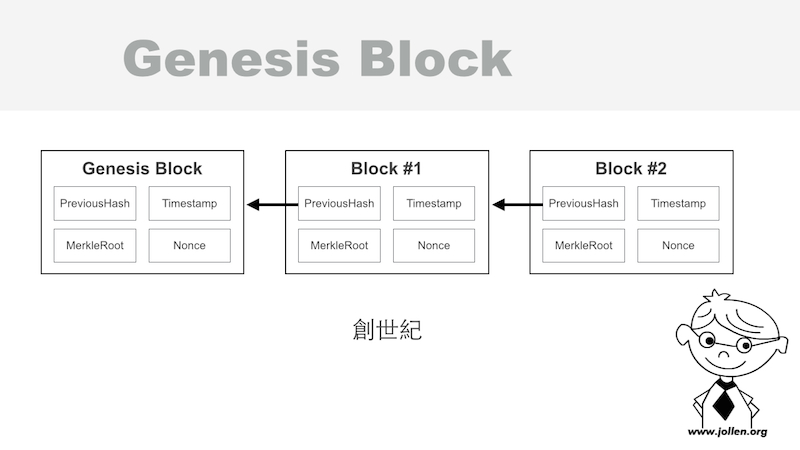 Genesis Block
Genesis Block
PreviousHash
Timestamp
MerkleRoot
Nonce
Block #1
PreviousHash
Timestamp
MerkleRoot
Nonce
Block #2
PreviousHash
Timestamp
MerkleRoot
Nonce
創世紀
www.jollen.org